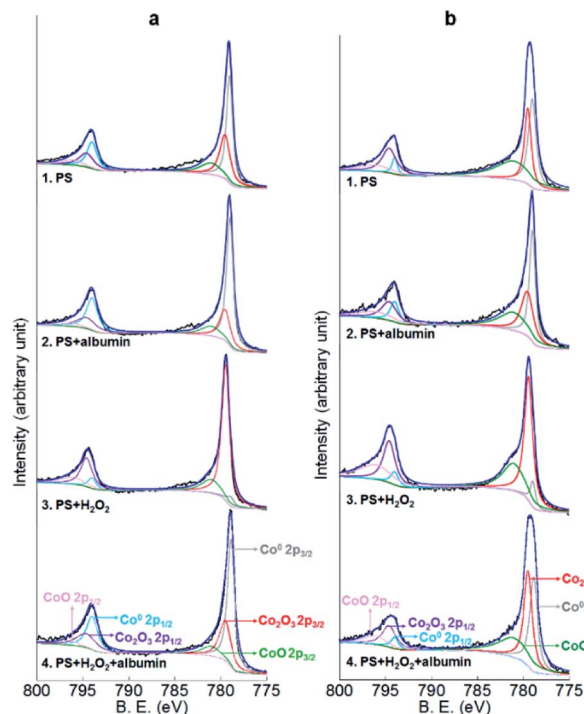 a
b
Intensity (arbitrary unit)
1. PS
2. PS+albumin
3. PS+H₂O₂
Co⁰ 2p₃/₂
CoO 2p₁/₂
Co⁰ 2p₁/₂
Co₂O₃ 2p₁/₂
Co₂O₃ 2p₃/₂
CoO 2p₃/₂
4. PS+H₂O₂+albumin
800 795 790 785 780 775
B. E. (eV)
Intensity (arbitrary unit)
1. PS
2. PS+albumin
3. PS+H₂O₂
CoO 2p₁/₂
Co₂O₃ 2p₁/₂
Co⁰ 2p₁/₂
Co₂
Co⁰
CoO
4. PS+H₂O₂+albumin
800 795 790 785 780 775
B. E. (eV)